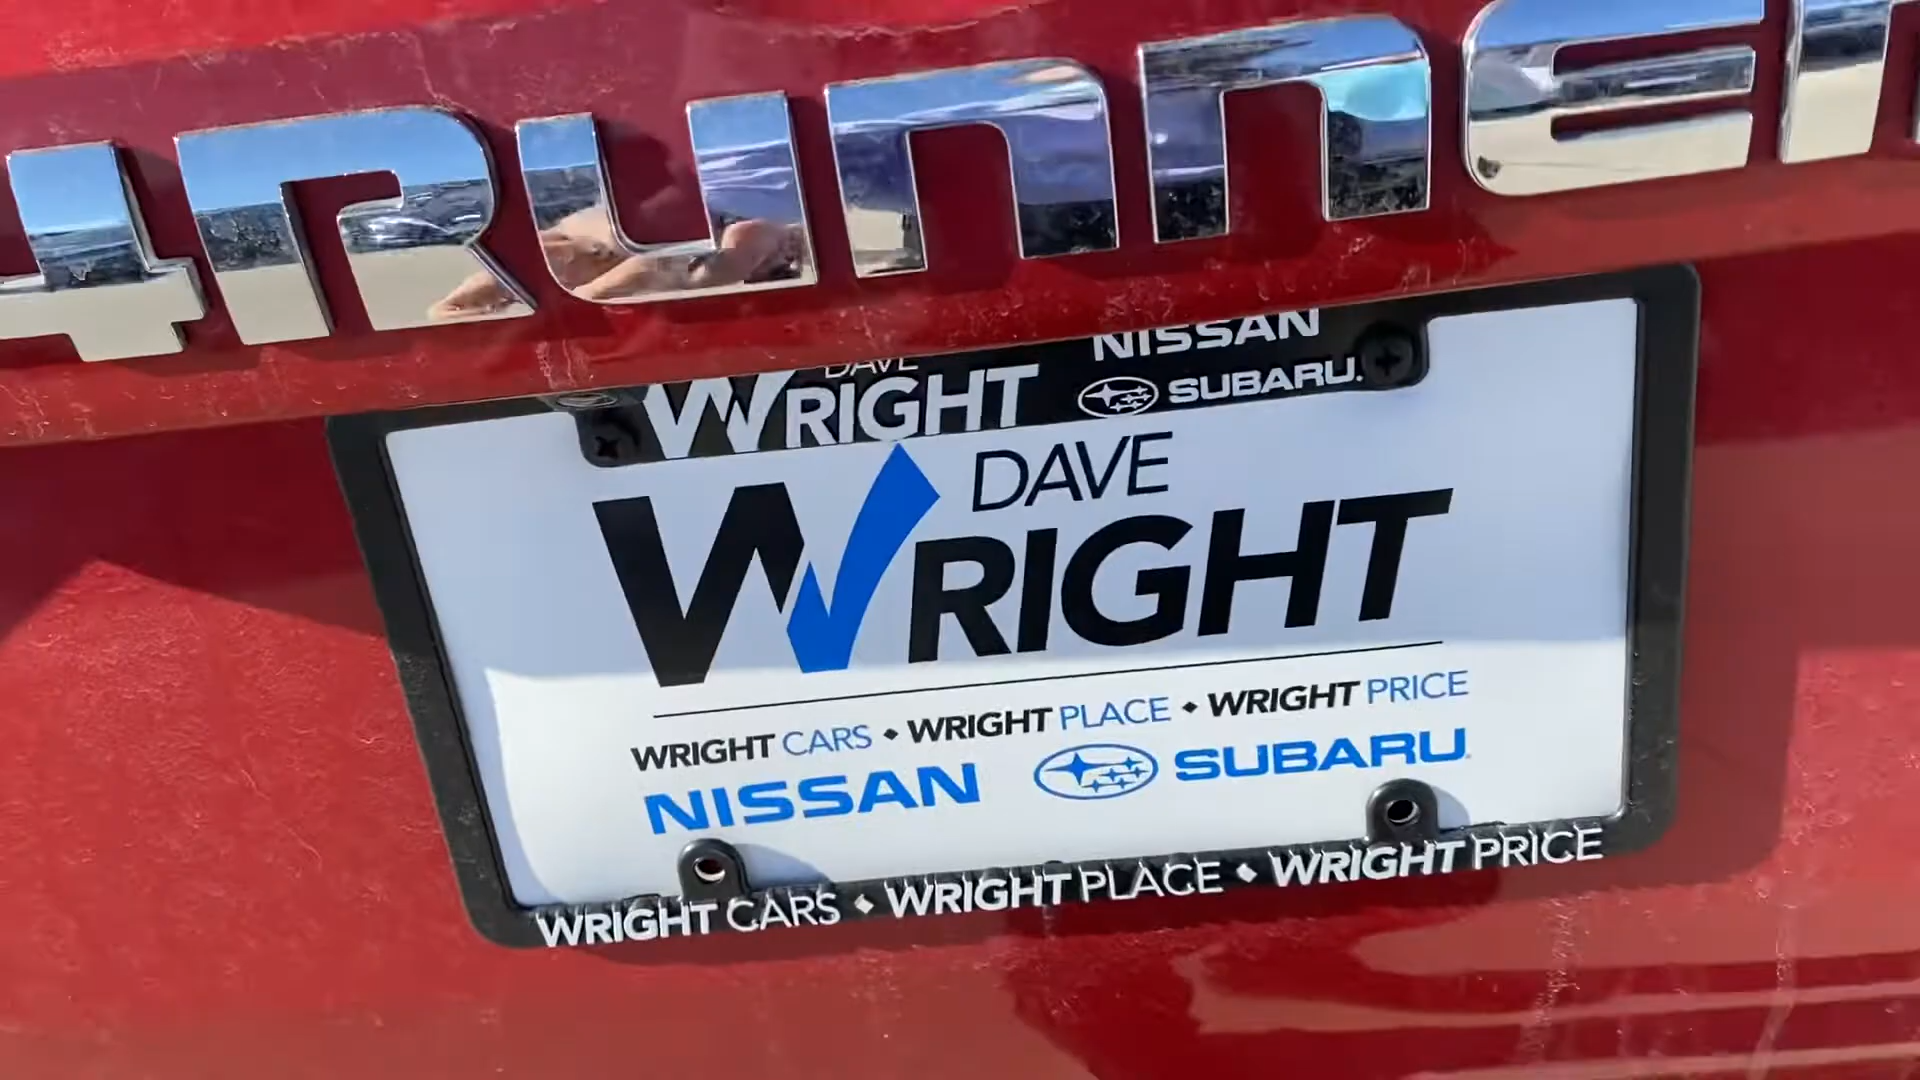 4RUNNER
DAVE
WRIGHT
NISSAN
SUBARU.
DAVE
WRIGHT
WRIGHT CARS ◆ WRIGHT PLACE ◆ WRIGHT PRICE
NISSAN SUBARU
WRIGHT CARS ◆ WRIGHT PLACE ◆ WRIGHT PRICE